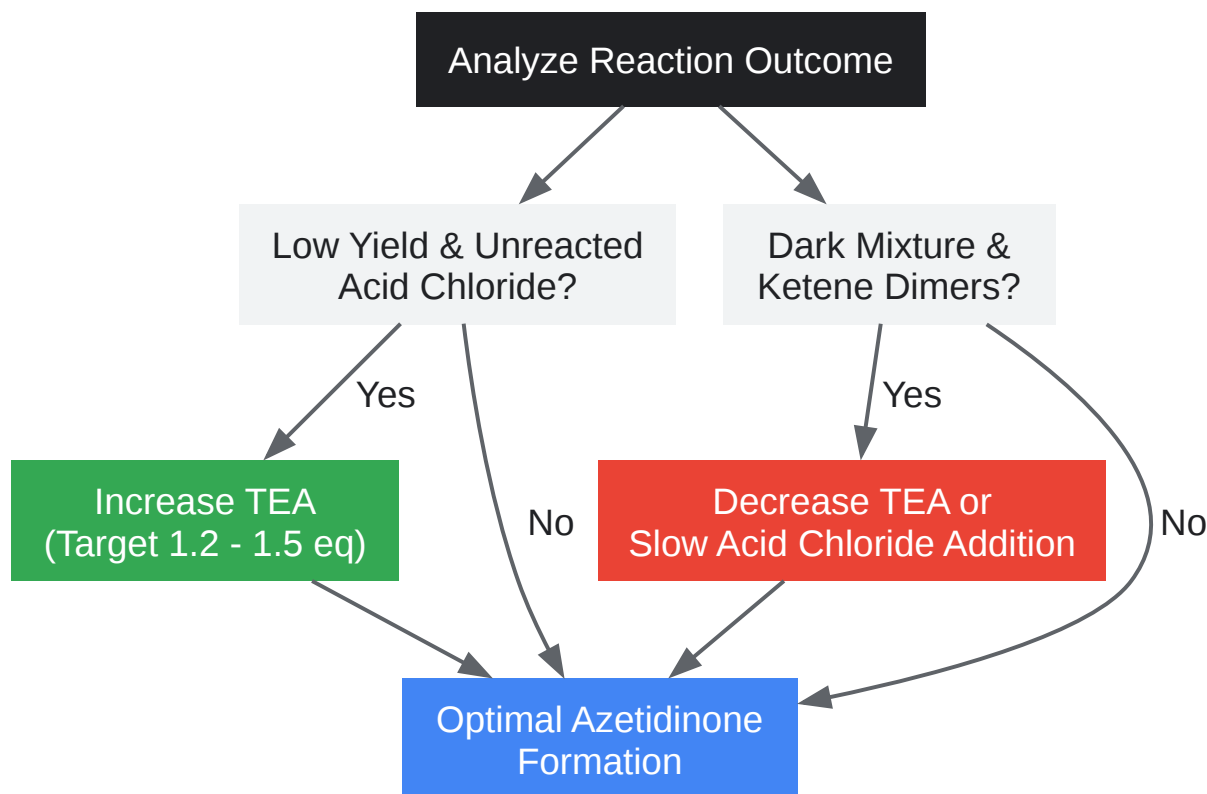 Analyze Reaction Outcome
Low Yield & Unreacted
Acid Chloride?
Dark Mixture &
Ketene Dimers?
Yes
Yes
Increase TEA
(Target 1.2 - 1.5 eq)
No
Decrease TEA or
Slow Acid Chloride Addition
No
Optimal Azetidinone
Formation